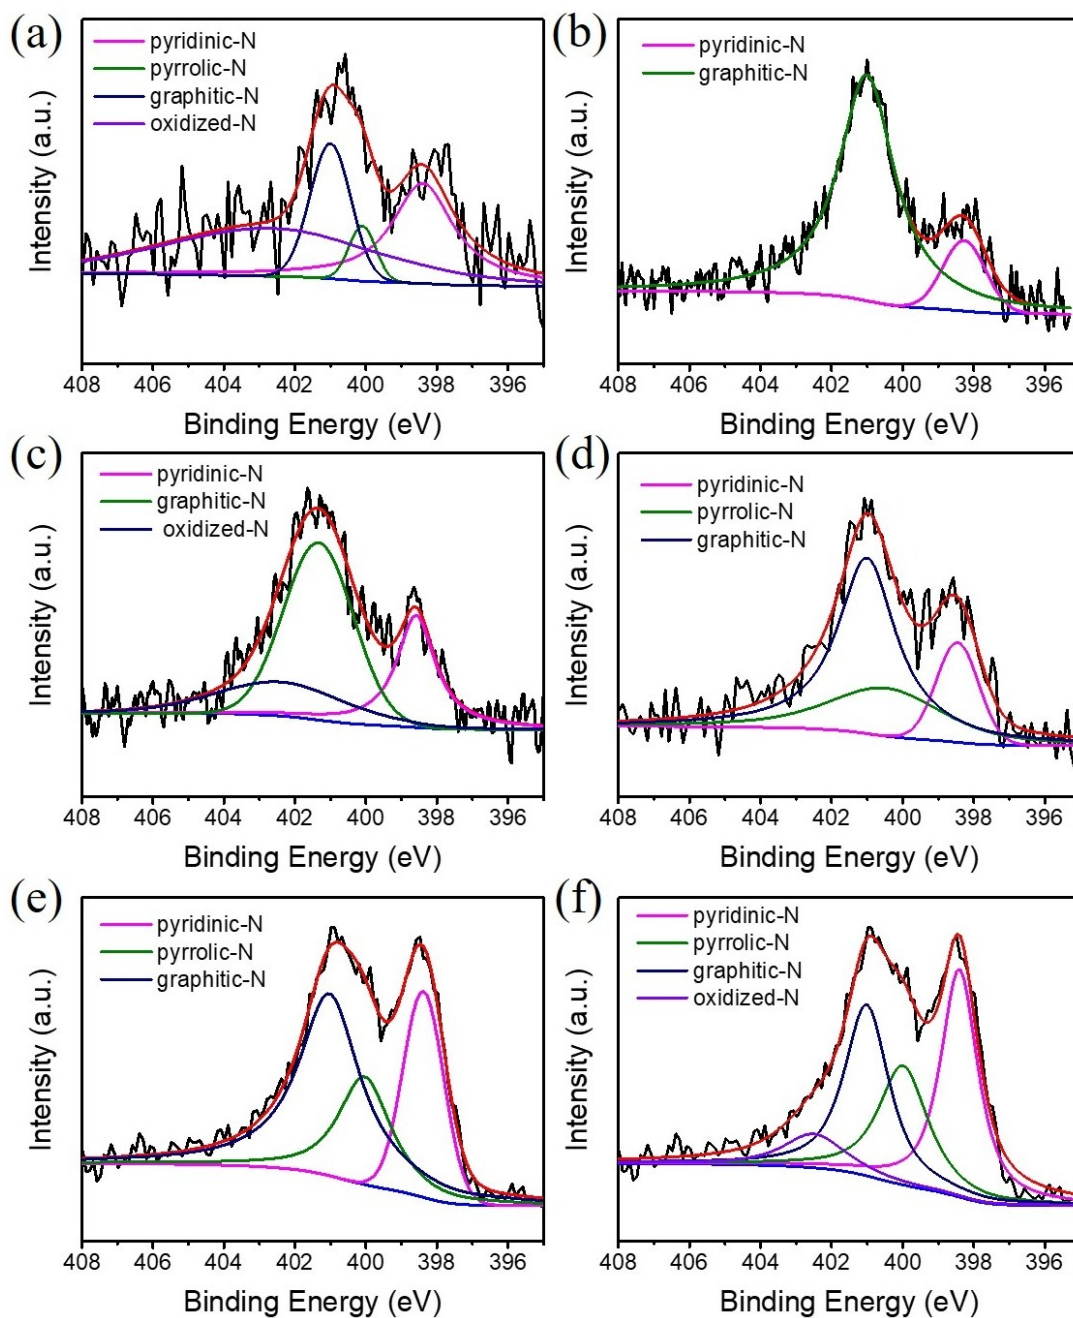 (a)
pyridinic-N
pyrrolic-N
graphitic-N
oxidized-N
Intensity (a.u.)
408 406 404 402 400 398 396
Binding Energy (eV)
(b)
pyridinic-N
graphitic-N
Intensity (a.u.)
408 406 404 402 400 398 396
Binding Energy (eV)
(c)
pyridinic-N
graphitic-N
oxidized-N
Intensity (a.u.)
408 406 404 402 400 398 396
Binding Energy (eV)
(d)
pyridinic-N
pyrrolic-N
graphitic-N
Intensity (a.u.)
408 406 404 402 400 398 396
Binding Energy (eV)
(e)
pyridinic-N
pyrrolic-N
graphitic-N
Intensity (a.u.)
408 406 404 402 400 398 396
Binding Energy (eV)
(f)
pyridinic-N
pyrrolic-N
graphitic-N
oxidized-N
Intensity (a.u.)
408 406 404 402 400 398 396
Binding Energy (eV)